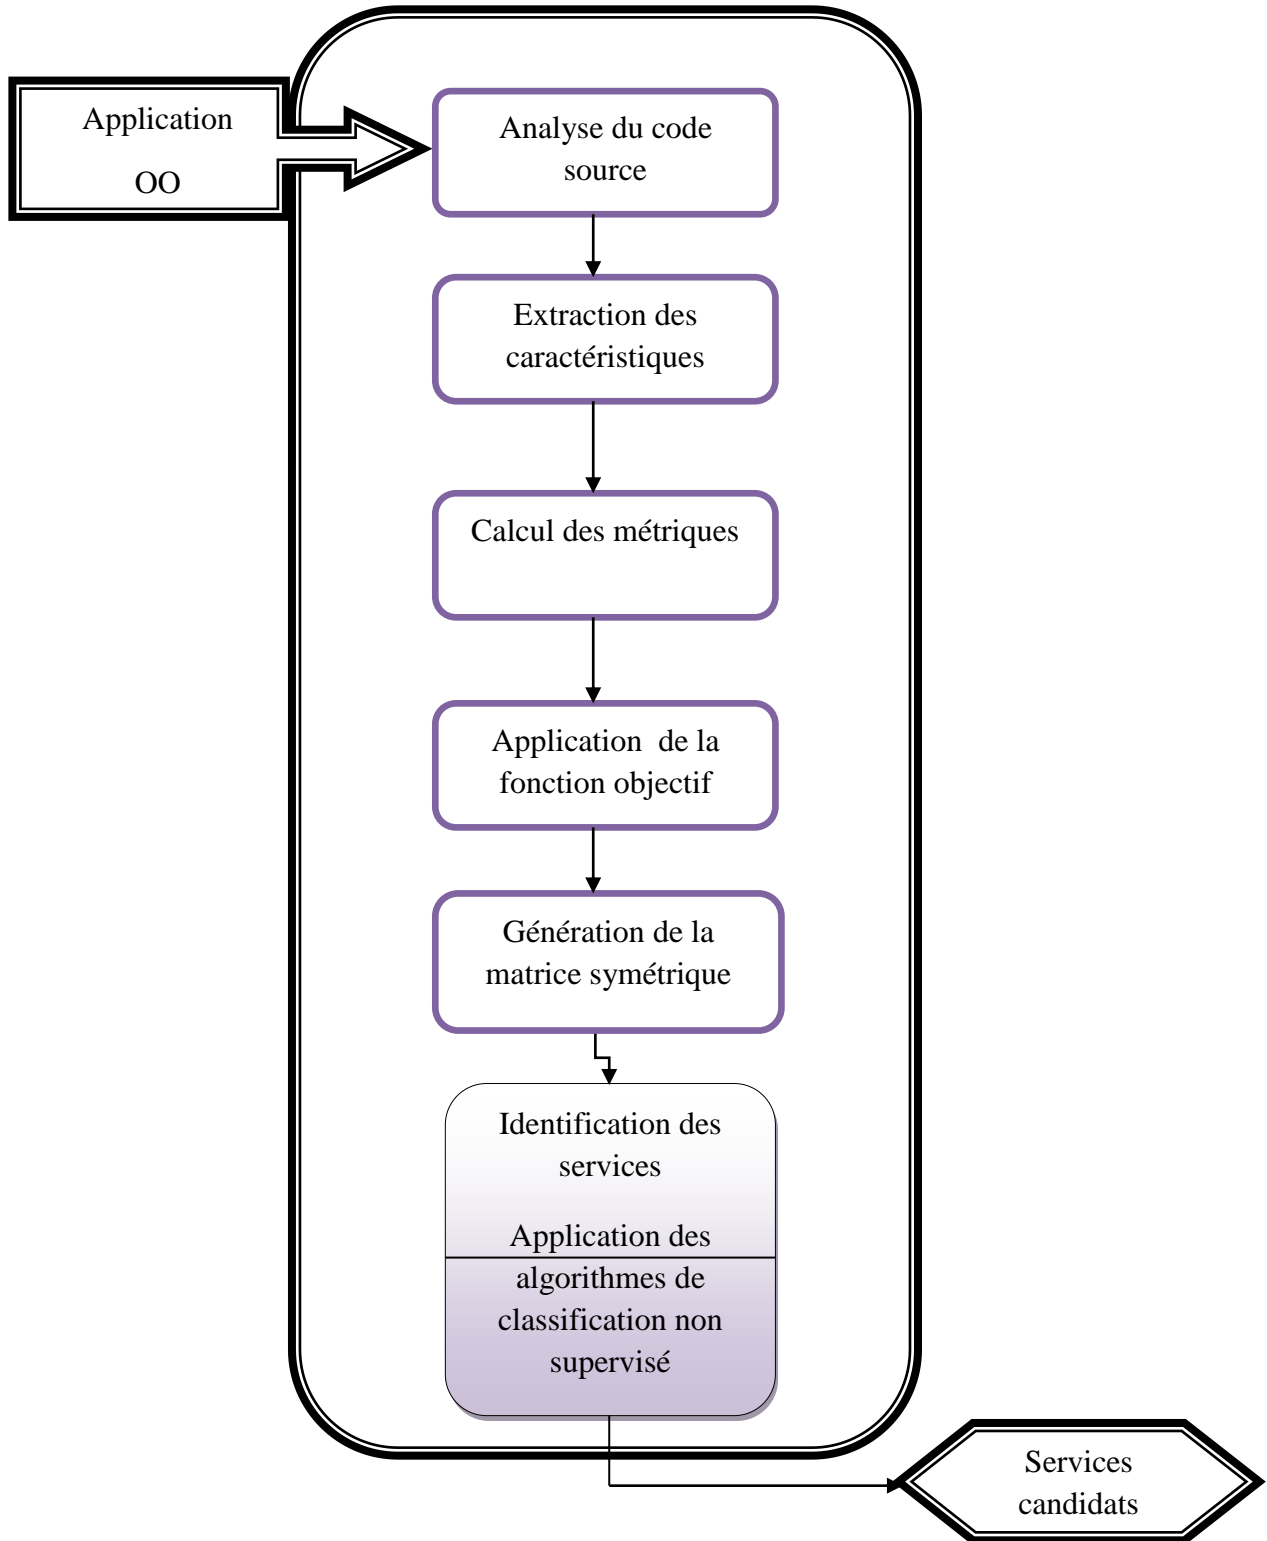 Application
OO
Analyse du code
source
Extraction des
caractéristiques
Calcul des métriques
Application  de la
fonction objectif
Génération de la
matrice symétrique
Identification des
services
Application des
algorithmes de
classification non
supervisé
Services
candidats